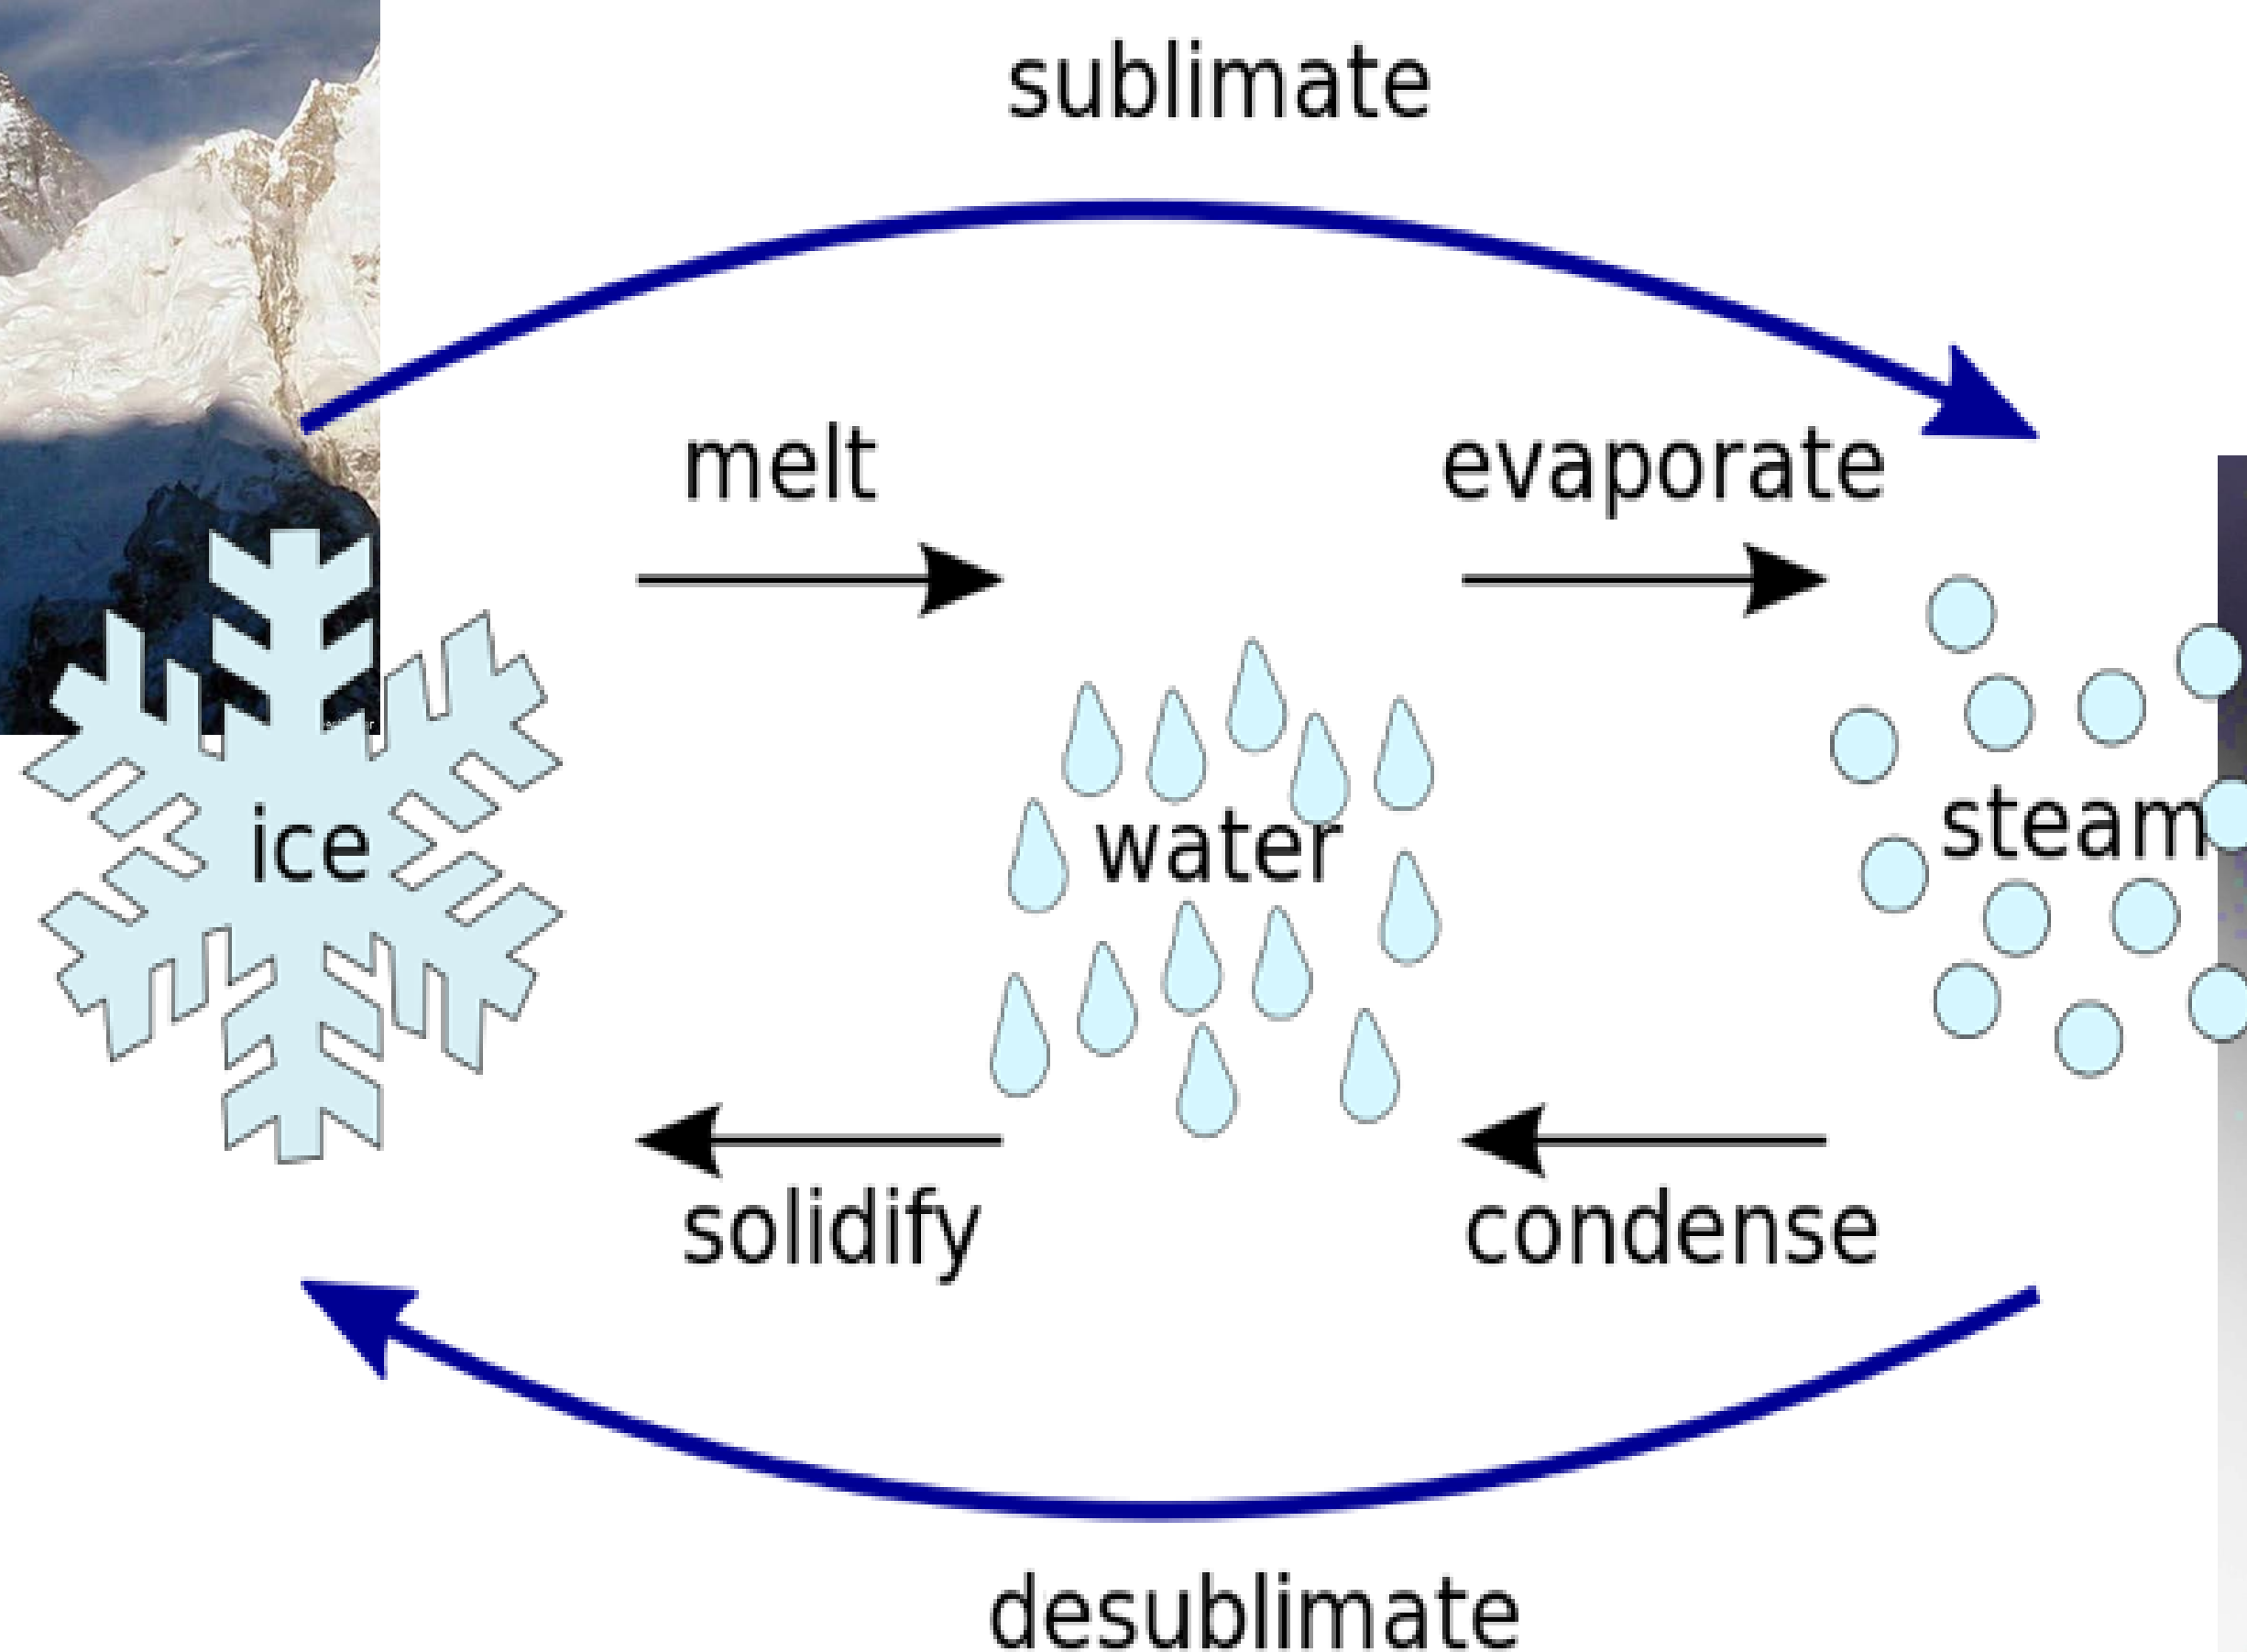 sublimate
melt
evaporate
ice
water
steam
solidify
condense
desublimate